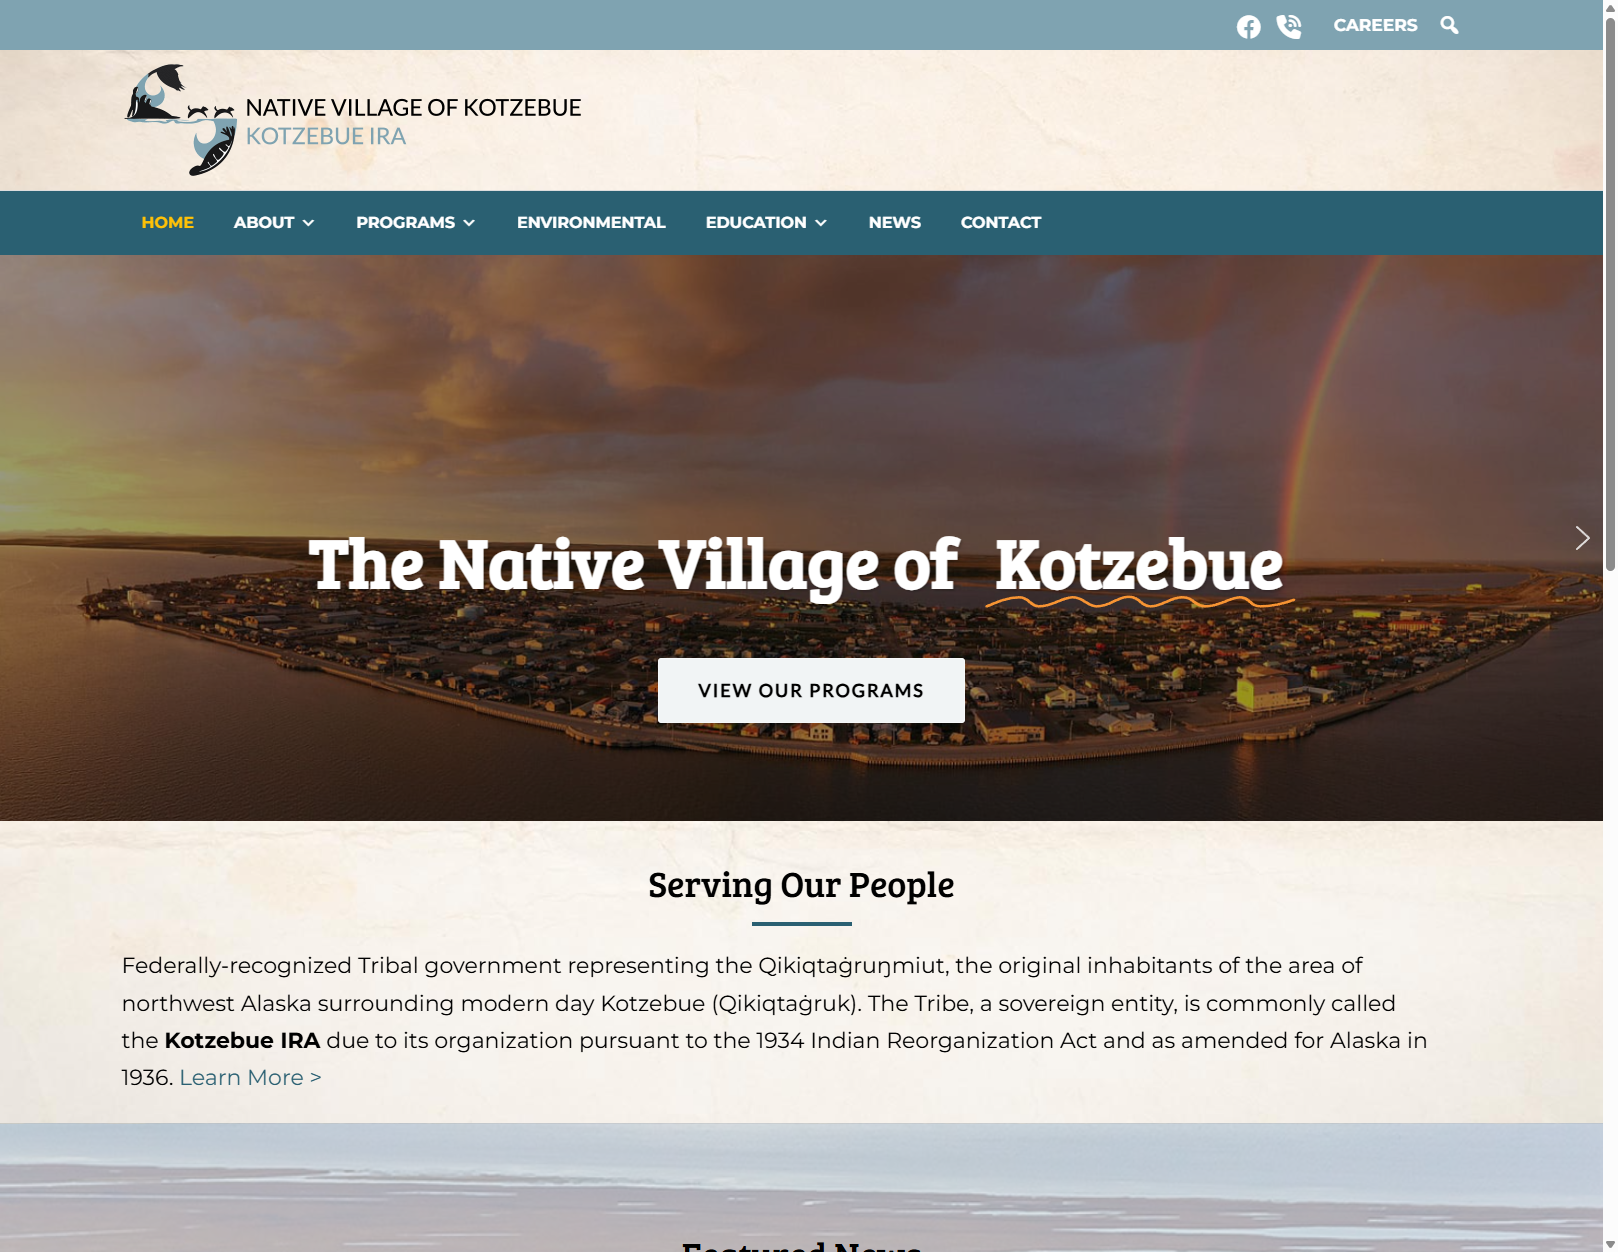 CAREERS
NATIVE VILLAGE OF KOTZEBUE
KOTZEBUE IRA
HOME ABOUT PROGRAMS ENVIRONMENTAL EDUCATION NEWS CONTACT
The Native Village of Kotzebue
VIEW OUR PROGRAMS
Serving Our People
Federally-recognized Tribal government representing the Qikiqtaġruŋmiut, the original inhabitants of the area of
northwest Alaska surrounding modern day Kotzebue (Qikiqtaġruk). The Tribe, a sovereign entity, is commonly called
the Kotzebue IRA due to its organization pursuant to the 1934 Indian Reorganization Act and as amended for Alaska in
1936. Learn More >
Featured News